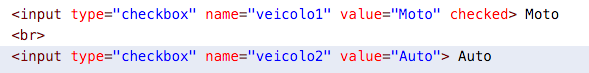 <input type="checkbox" name="veicolo1" value="Moto" checked> Moto
<br>
<input type="checkbox" name="veicolo2" value="Auto"> Auto